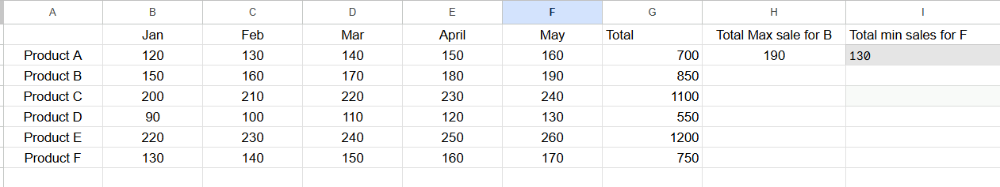 A B C D E F G H I
Jan Feb Mar April May Total Total Max sale for B Total min sales for F
Product A 120 130 140 150 160 700 190 130
Product B 150 160 170 180 190 850
Product C 200 210 220 230 240 1100
Product D 90 100 110 120 130 550
Product E 220 230 240 250 260 1200
Product F 130 140 150 160 170 750